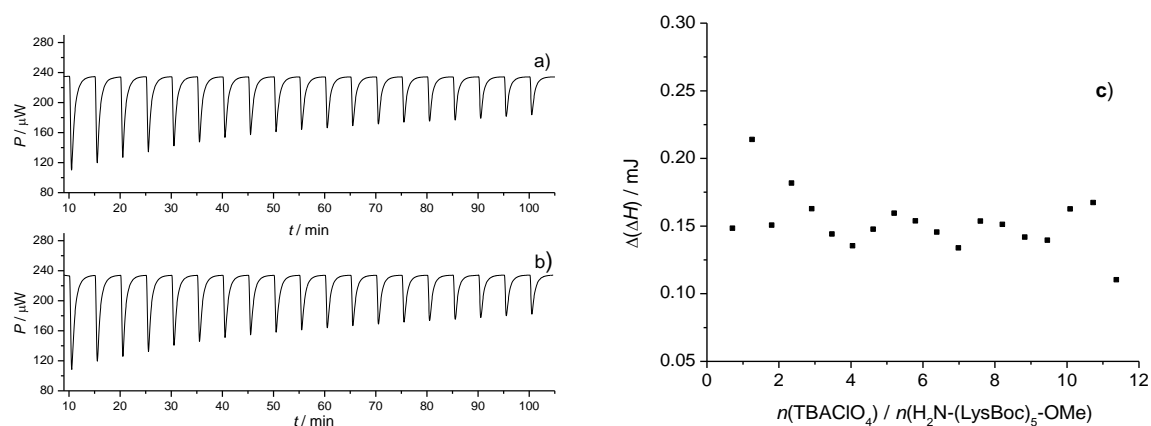 280
240
200
160
120
80
P / μW
a)
10 20 30 40 50 60 70 80 90 100
t / min
280
240
200
160
120
80
P / μW
b)
10 20 30 40 50 60 70 80 90 100
t / min
0.30
0.25
0.20
0.15
0.10
0.05
Δ(ΔH) / mJ
c)
0 2 4 6 8 10 12
n(TBAClO₄) / n(H₂N-(LysBoc)₅-OMe)